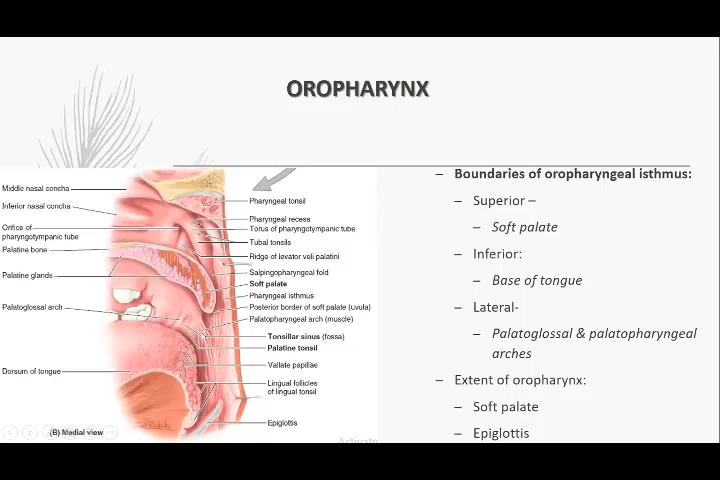 OROPHARYNX
Middle nasal concha
Inferior nasal concha
Orifice of
pharyngotympanic tube
Palatine bone
Palatine glands
Palatoglossal arch
Dorsum of tongue
(B) Medial view
Pharyngeal tonsil
Pharyngeal recess
Torus of pharyngotympanic tube
Tubal tonsils
Ridge of levator veli palatini
Salpingopharyngeal fold
Soft palate
Pharyngeal isthmus
Posterior border of soft palate (uvula)
Palatopharyngeal arch (muscle)
Tonsillar sinus (fossa)
Palatine tonsil
Vallate papillae
Lingual follicles
of lingual tonsil
Epiglottis
Activate
– Boundaries of oropharyngeal isthmus:
– Superior –
– Soft palate
– Inferior:
– Base of tongue
– Lateral-
– Palatoglossal & palatopharyngeal
arches
– Extent of oropharynx:
– Soft palate
– Epiglottis